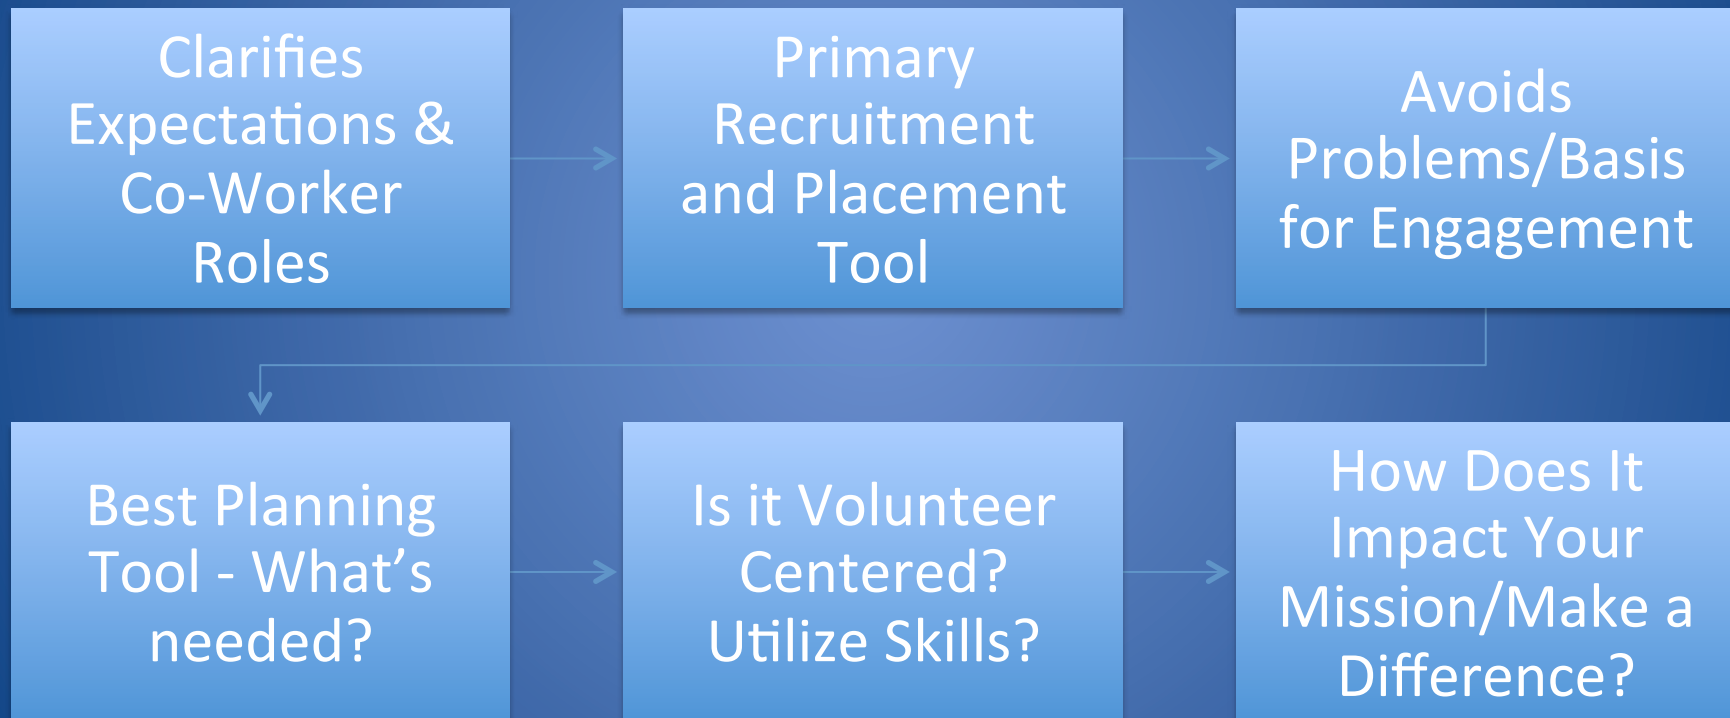 Clarifies
Expectations &
Co-Worker
Roles
Primary
Recruitment
and Placement
Tool
Avoids
Problems/Basis
for Engagement
Best Planning
Tool - What’s
needed?
Is it Volunteer
Centered?
Utilize Skills?
How Does It
Impact Your
Mission/Make a
Difference?